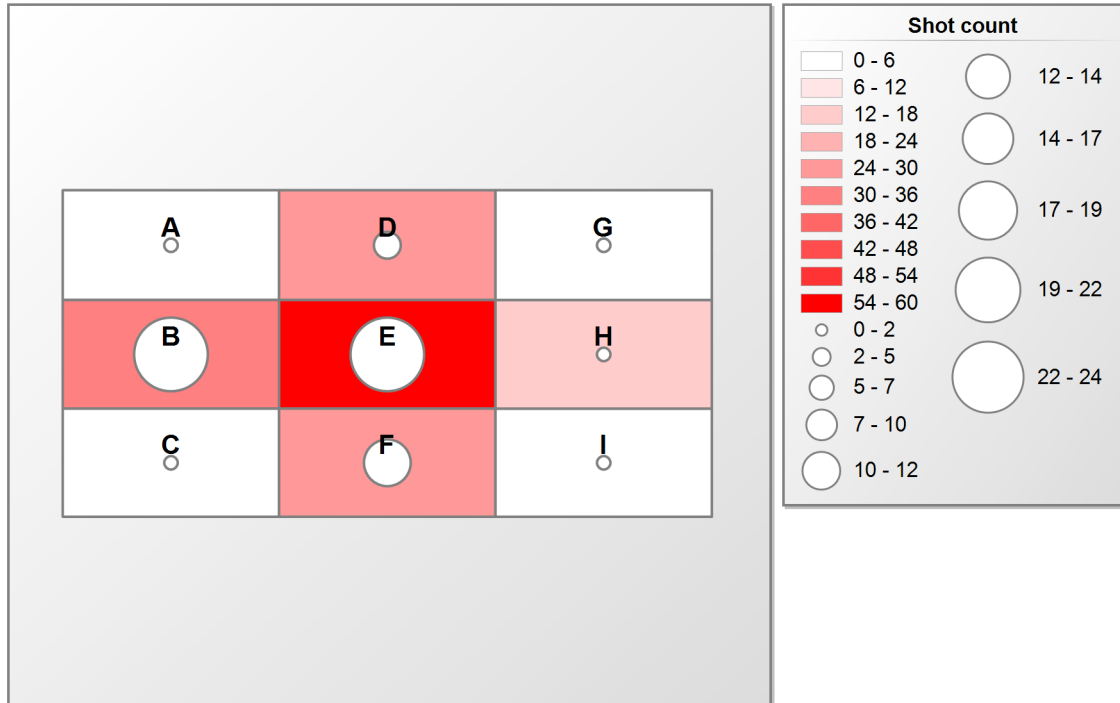 Shot count
0 - 6
6 - 12
12 - 18
18 - 24
24 - 30
30 - 36
36 - 42
42 - 48
48 - 54
54 - 60
0 - 2
2 - 5
5 - 7
7 - 10
10 - 12
12 - 14
14 - 17
17 - 19
19 - 22
22 - 24
A D G
B E H
C F I